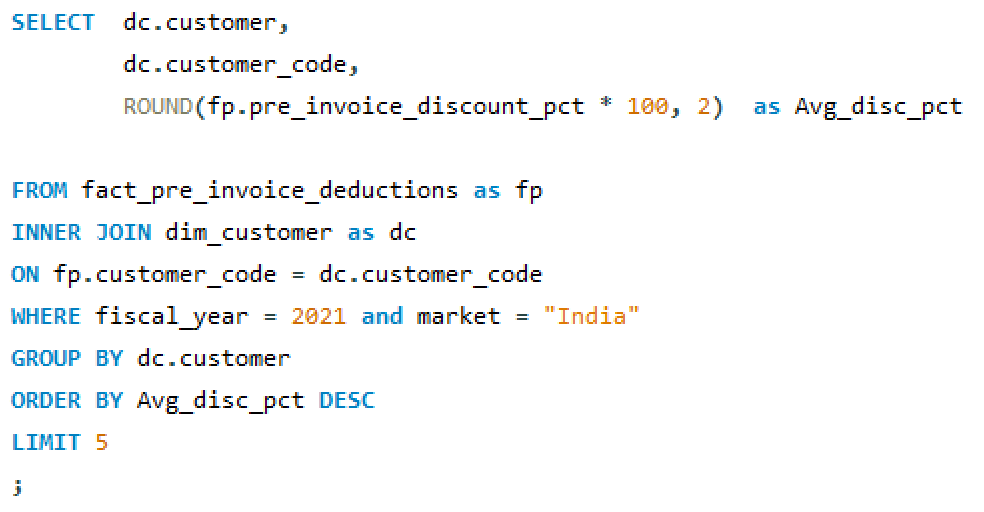 SELECT  dc.customer,
        dc.customer_code,
        ROUND(fp.pre_invoice_discount_pct * 100, 2)  as Avg_disc_pct

FROM fact_pre_invoice_deductions as fp
INNER JOIN dim_customer as dc
ON fp.customer_code = dc.customer_code
WHERE fiscal_year = 2021 and market = "India"
GROUP BY dc.customer
ORDER BY Avg_disc_pct DESC
LIMIT 5
;